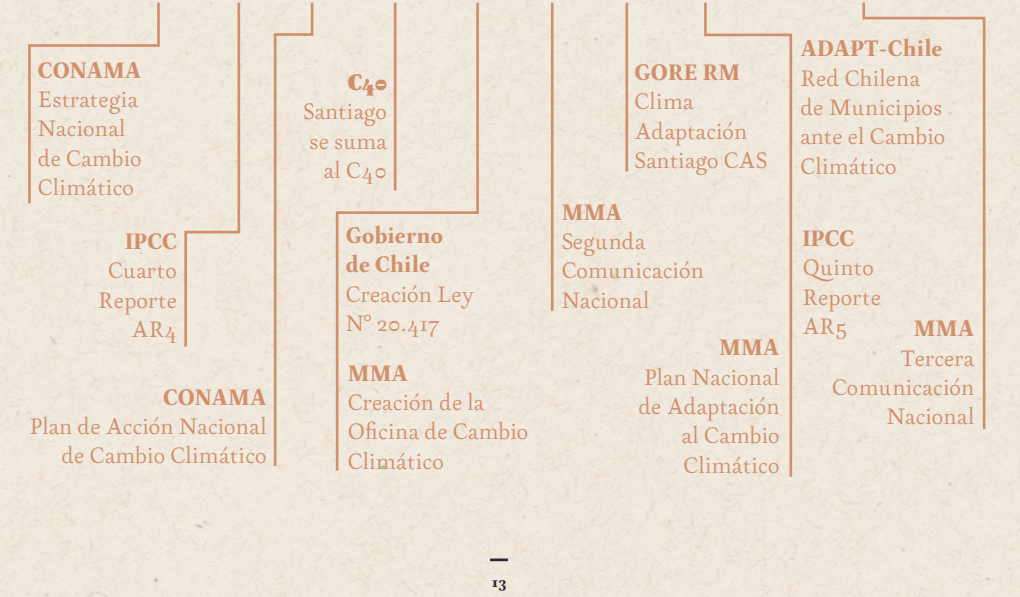 CONAMA
Estrategia
Nacional
de Cambio
Climático
IPCC
Cuarto
Reporte
AR4
CONAMA
Plan de Acción Nacional
de Cambio Climático
C40
Santiago
se suma
al C40
Gobierno
de Chile
Creación Ley
N° 20.417
MMA
Creación de la
Oficina de Cambio
Climático
MMA
Segunda
Comunicación
Nacional
GORE RM
Clima
Adaptación
Santiago CAS
MMA
Plan Nacional
de Adaptación
al Cambio
Climático
ADAPT-Chile
Red Chilena
de Municipios
ante el Cambio
Climático
IPCC
Quinto
Reporte
AR5
MMA
Tercera
Comunicación
Nacional
13